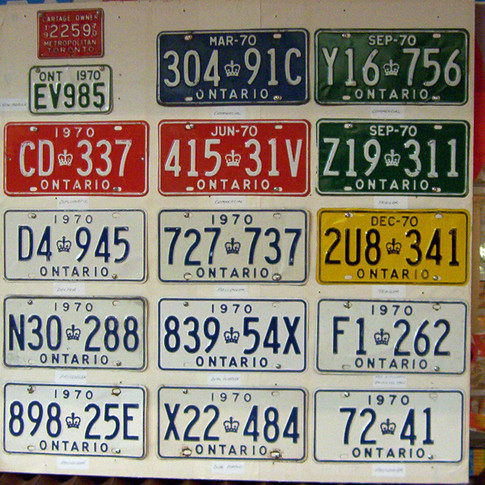 CARTAGE OWNER
19 2259 70
METROPOLITAN
TORONTO
ONT 1970
EV985
MAR-70
304 91C
ONTARIO
SEP-70
Y16 756
ONTARIO
1970
CD 337
ONTARIO
JUN-70
415 31V
ONTARIO
SEP-70
Z19 311
ONTARIO
1970
D4 945
ONTARIO
1970
727 737
ONTARIO
DEC-70
2U8 341
ONTARIO
1970
N30 288
ONTARIO
1970
839 54X
ONTARIO
1970
F1 262
ONTARIO
1970
898 25E
ONTARIO
1970
X22 484
ONTARIO
1970
72 41
ONTARIO